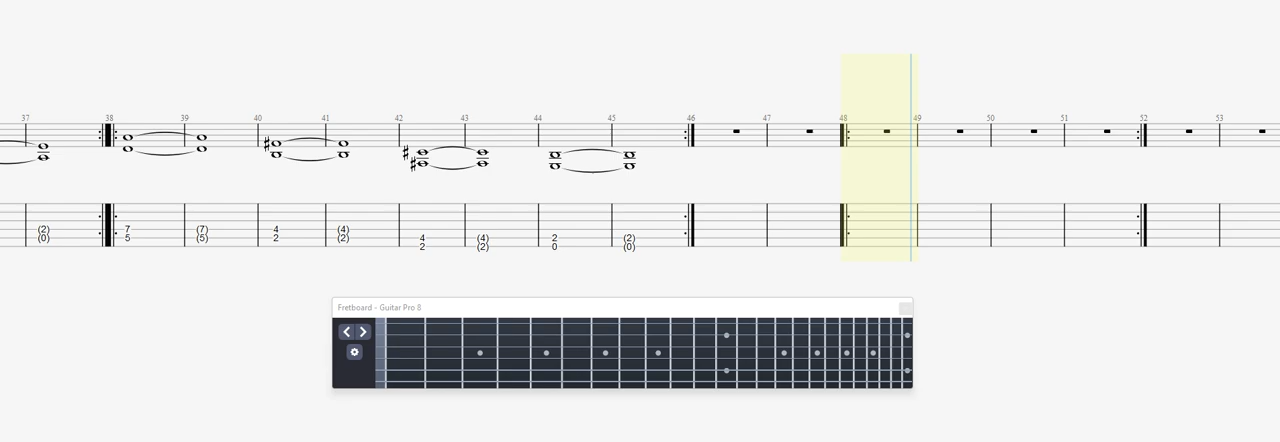 37 38 39 40 41 42 43 44 45 46 47 48 49 50 51 52 53
(2) 7 (7) 4 (4)
(0) 5 (5) 2 (2) 4 (4) 2 (2)
2 (2) 0 (0)
Fretboard - Guitar Pro 8